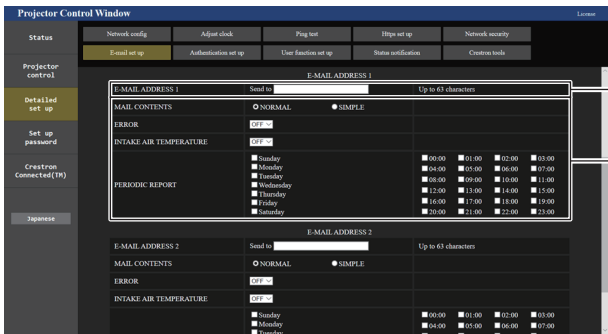 Projector Control Window
License
Status
Network config
Adjust clock
Ping test
Https set up
Network security
E-mail set up
Authentication set up
User function set up
Status notification
Crestron tools
Projector
control
Detailed
set up
Set up
password
Crestron
Connected(TM)
Japanese
E-MAIL ADDRESS 1
E-MAIL ADDRESS 1 Send to Up to 63 characters
MAIL CONTENTS NORMAL SIMPLE
ERROR OFF
INTAKE AIR TEMPERATURE OFF
PERIODIC REPORT
Sunday 00:00 01:00 02:00 03:00
Monday 04:00 05:00 06:00 07:00
Tuesday 08:00 09:00 10:00 11:00
Wednesday
Thursday 12:00 13:00 14:00 15:00
Friday 16:00 17:00 18:00 19:00
Saturday 20:00 21:00 22:00 23:00
E-MAIL ADDRESS 2
E-MAIL ADDRESS 2 Send to Up to 63 characters
MAIL CONTENTS NORMAL SIMPLE
ERROR OFF
INTAKE AIR TEMPERATURE OFF
Sunday 00:00 01:00 02:00 03:00
Monday 04:00 05:00 06:00 07:00
Tuesday